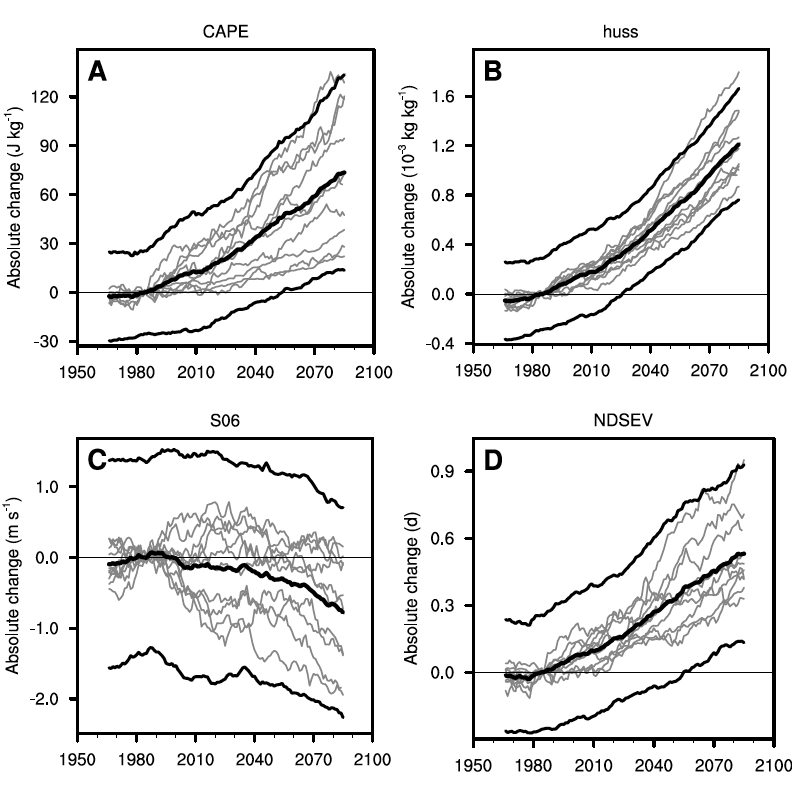 CAPE
A
Absolute change (J kg⁻¹)
120
90
60
30
0
-30
1950 1980 2010 2040 2070 2100
huss
B
Absolute change (10⁻³ kg kg⁻¹)
1.6
1.2
0.8
0.4
0.0
-0.4
1950 1980 2010 2040 2070 2100
S06
C
Absolute change (m s⁻¹)
1.0
0.0
-1.0
-2.0
1950 1980 2010 2040 2070 2100
NDSEV
D
Absolute change (d)
0.9
0.6
0.3
0.0
1950 1980 2010 2040 2070 2100